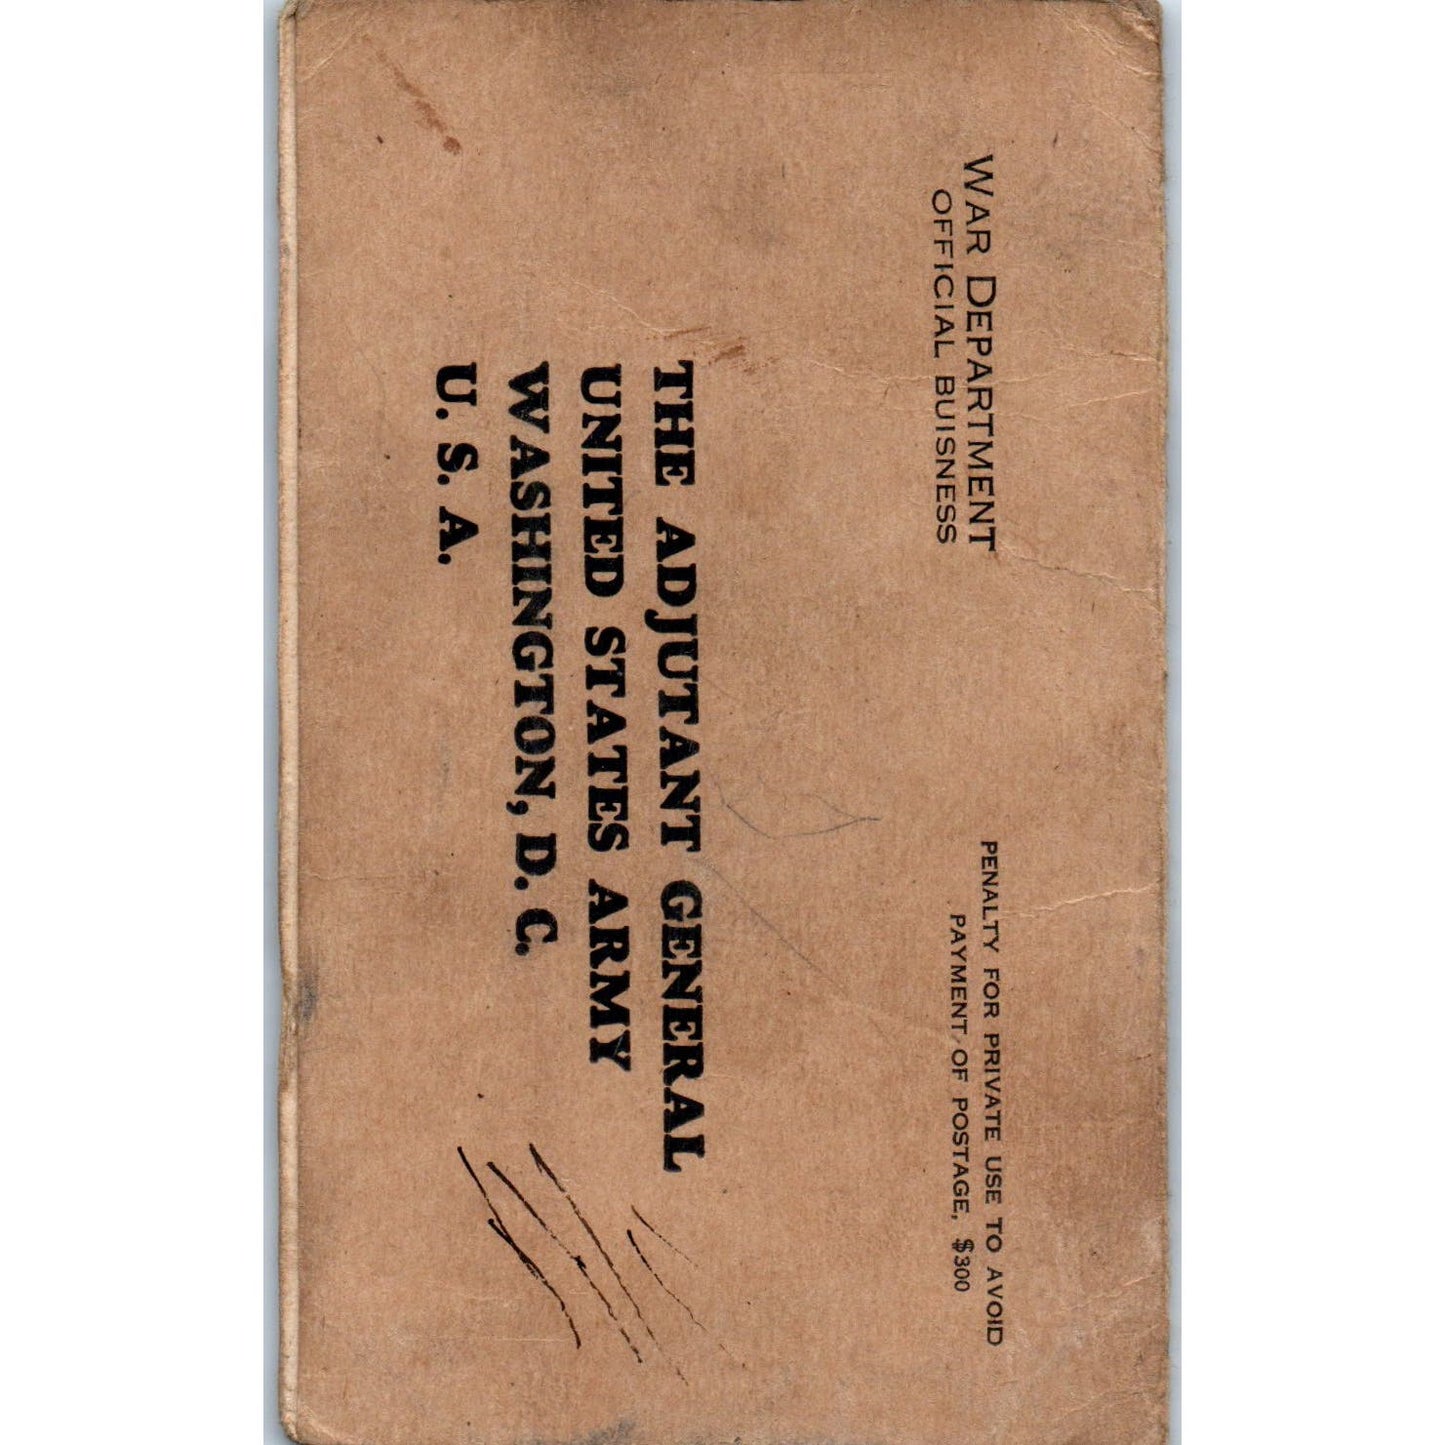 WAR DEPARTMENT
OFFICIAL BUISNESS
PENALTY FOR PRIVATE USE TO AVOID
PAYMENT OF POSTAGE, $300
THE ADJUTANT GENERAL
UNITED STATES ARMY
WASHINGTON, D. C.
U. S. A.